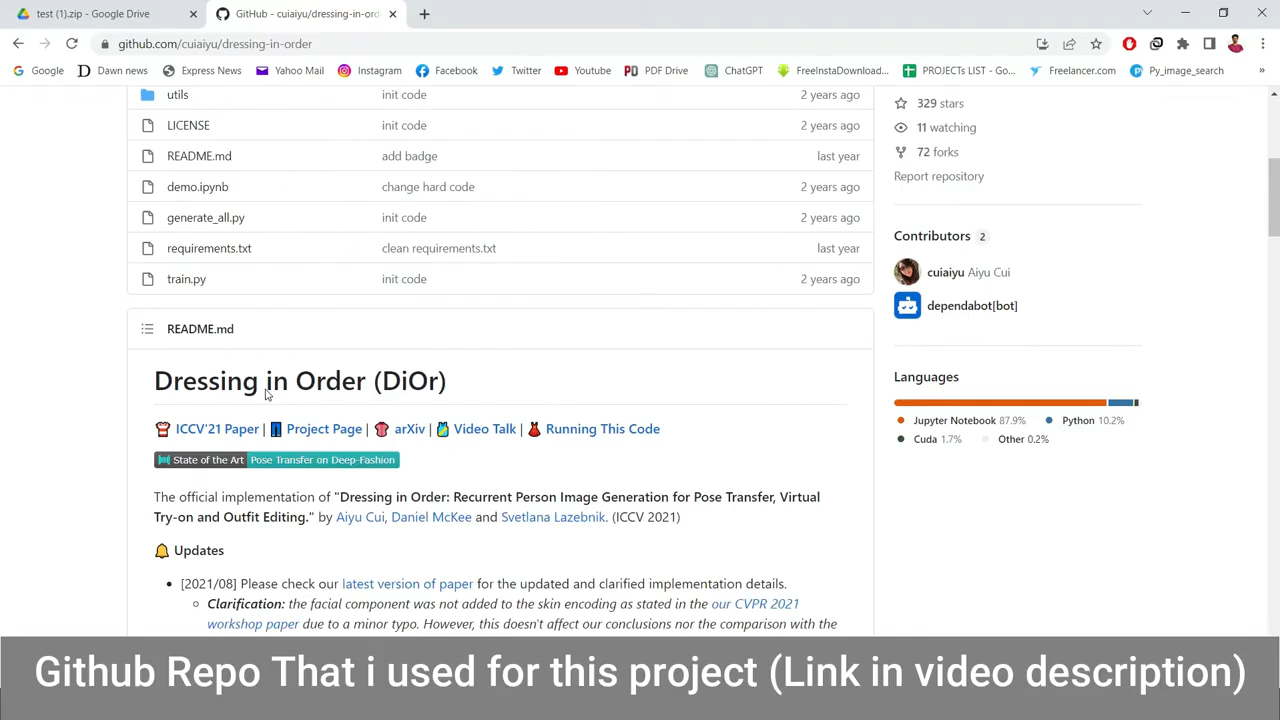 test (1).zip - Google Drive
GitHub - cuiaiyu/dressing-in-ord
github.com/cuiaiyu/dressing-in-order
Google
Dawn news
Express News
Yahoo Mail
Instagram
Facebook
Twitter
Youtube
PDF Drive
ChatGPT
FreeInstaDownload...
PROJECTs LIST - Go...
Freelancer.com
Py_image_search
»
utils init code 2 years ago
LICENSE init code 2 years ago
README.md add badge last year
demo.ipynb change hard code 2 years ago
generate_all.py init code 2 years ago
requirements.txt clean requirements.txt last year
train.py init code 2 years ago
README.md
Dressing in Order (DiOr)
ICCV'21 Paper | Project Page | arXiv | Video Talk | Running This Code
State of the Art Pose Transfer on Deep-Fashion
The official implementation of "Dressing in Order: Recurrent Person Image Generation for Pose Transfer, Virtual
Try-on and Outfit Editing." by Aiyu Cui, Daniel McKee and Svetlana Lazebnik. (ICCV 2021)
Updates
• [2021/08] Please check our latest version of paper for the updated and clarified implementation details.
○ Clarification: the facial component was not added to the skin encoding as stated in the our CVPR 2021
workshop paper due to a minor typo. However, this doesn't affect our conclusions nor the comparison with the
329 stars
11 watching
72 forks
Report repository
Contributors 2
cuiaiyu Aiyu Cui
dependabot[bot]
Languages
Jupyter Notebook 87.9% Python 10.2%
Cuda 1.7% Other 0.2%
Github Repo That i used for this project (Link in video description)